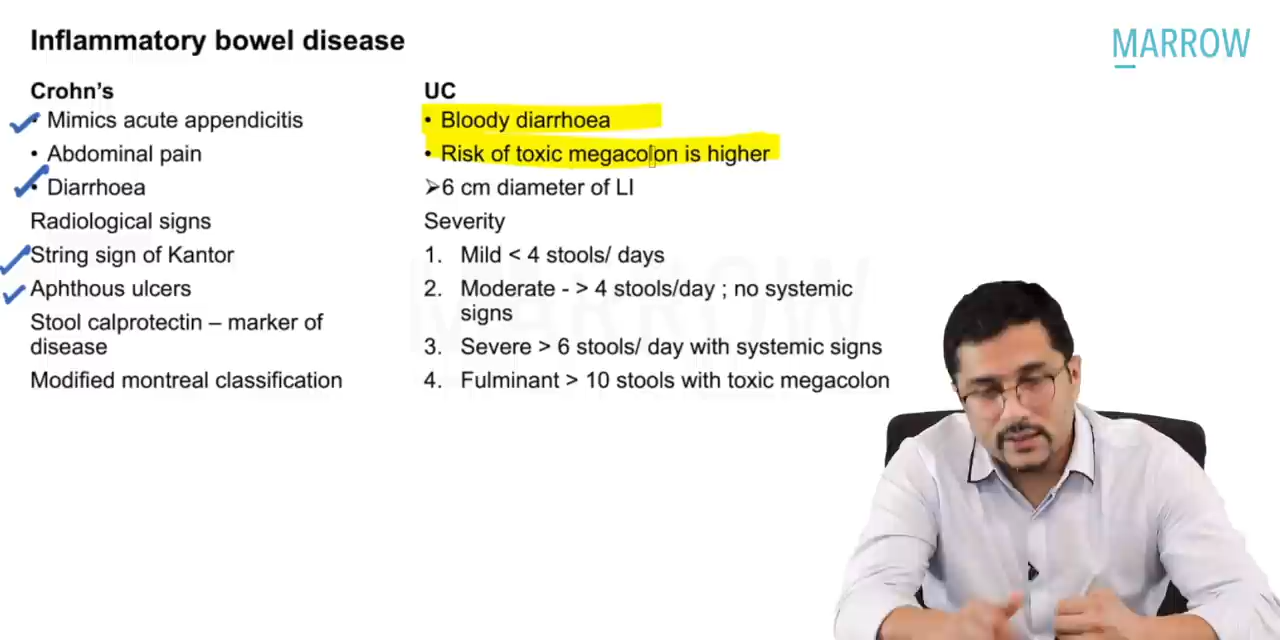 Inflammatory bowel disease
MARROW
Crohn's
• Mimics acute appendicitis
• Abdominal pain
• Diarrhoea
Radiological signs
String sign of Kantor
Aphthous ulcers
Stool calprotectin – marker of
disease
Modified montreal classification
UC
• Bloody diarrhoea
• Risk of toxic megacolon is higher
➢6 cm diameter of LI
Severity
1. Mild < 4 stools/ days
2. Moderate - > 4 stools/day ; no systemic
signs
3. Severe > 6 stools/ day with systemic signs
4. Fulminant > 10 stools with toxic megacolon
MARROW